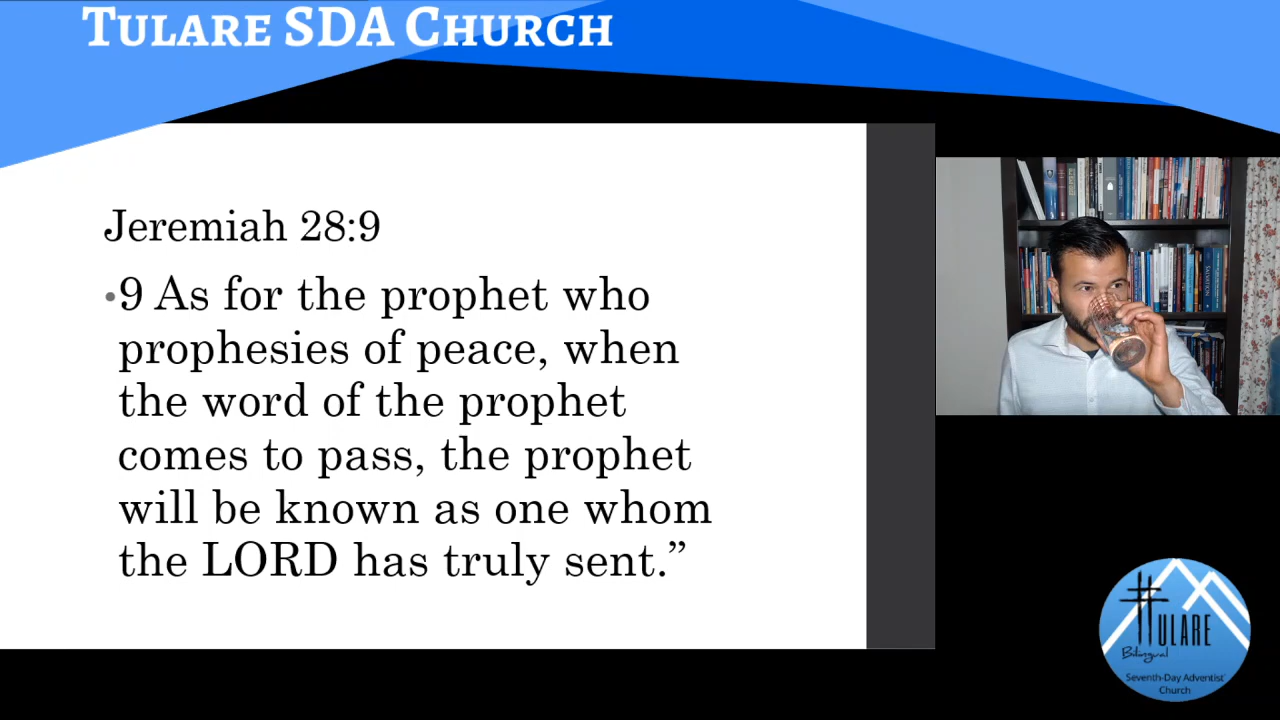 TULARE SDA CHURCH
Jeremiah 28:9
•9 As for the prophet who
prophesies of peace, when
the word of the prophet
comes to pass, the prophet
will be known as one whom
the LORD has truly sent.”
SALVATION
TULARE
Bilingual
Seventh-Day Adventist
Church